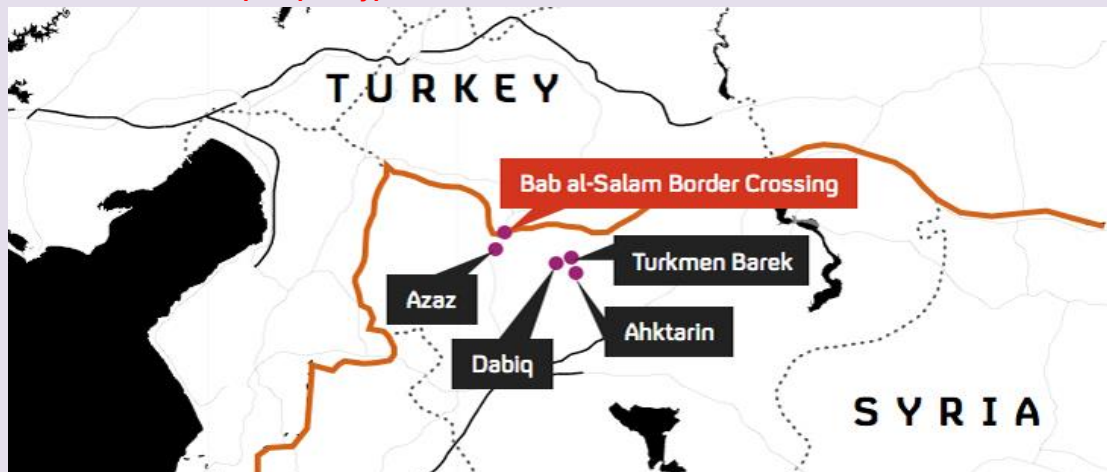 TURKEY
Bab al-Salam Border Crossing
Turkmen Barek
Azaz
Ahktarin
Dabiq
SYRIA